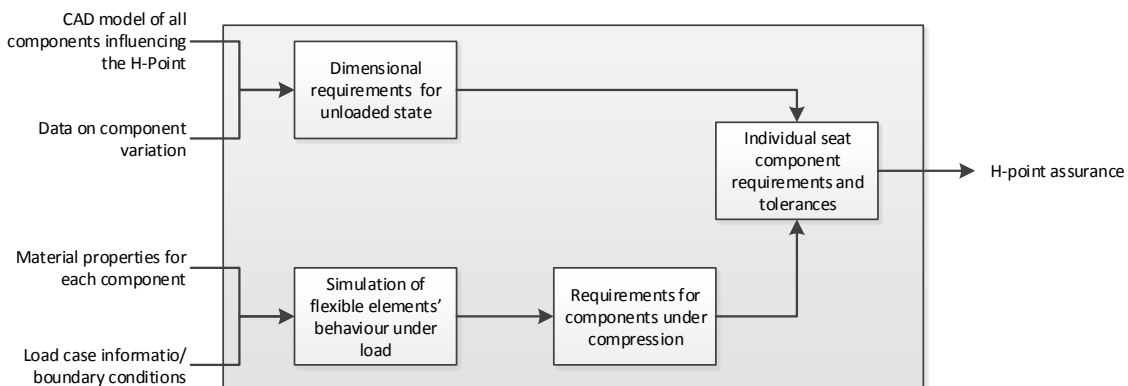 CAD model of all
components influencing
the H-Point
Data on component
variation
Dimensional
requirements for
unloaded state
Individual seat
component
requirements and
tolerances
H-point assurance
Material properties for
each component
Load case informatio/
boundary conditions
Simulation of
flexible elements’
behaviour under
load
Requirements for
components under
compression